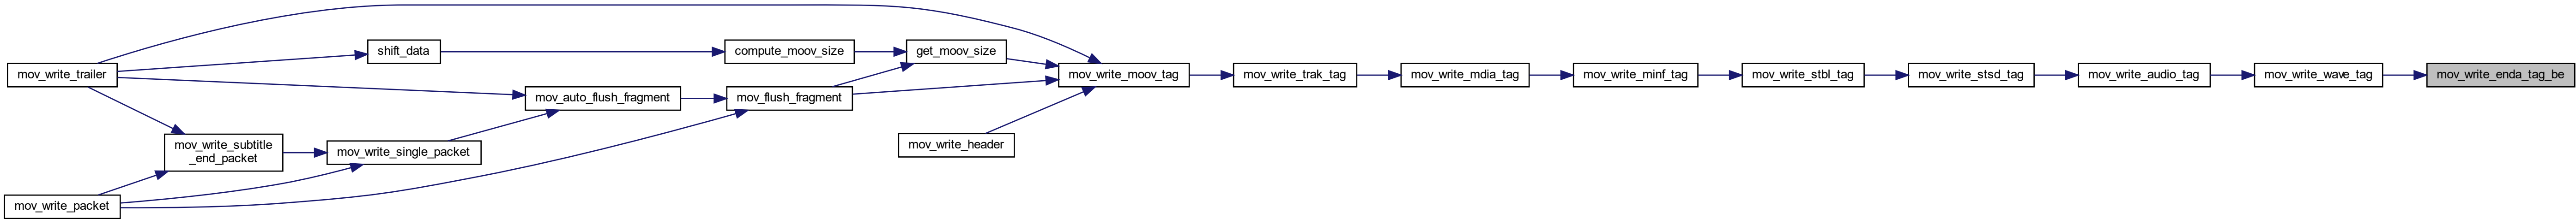 mov_write_trailer
shift_data
compute_moov_size
get_moov_size
mov_write_moov_tag
mov_write_trak_tag
mov_write_mdia_tag
mov_write_minf_tag
mov_write_stbl_tag
mov_write_stsd_tag
mov_write_audio_tag
mov_write_wave_tag
mov_write_enda_tag_be
mov_auto_flush_fragment
mov_flush_fragment
mov_write_subtitle
_end_packet
mov_write_single_packet
mov_write_header
mov_write_packet